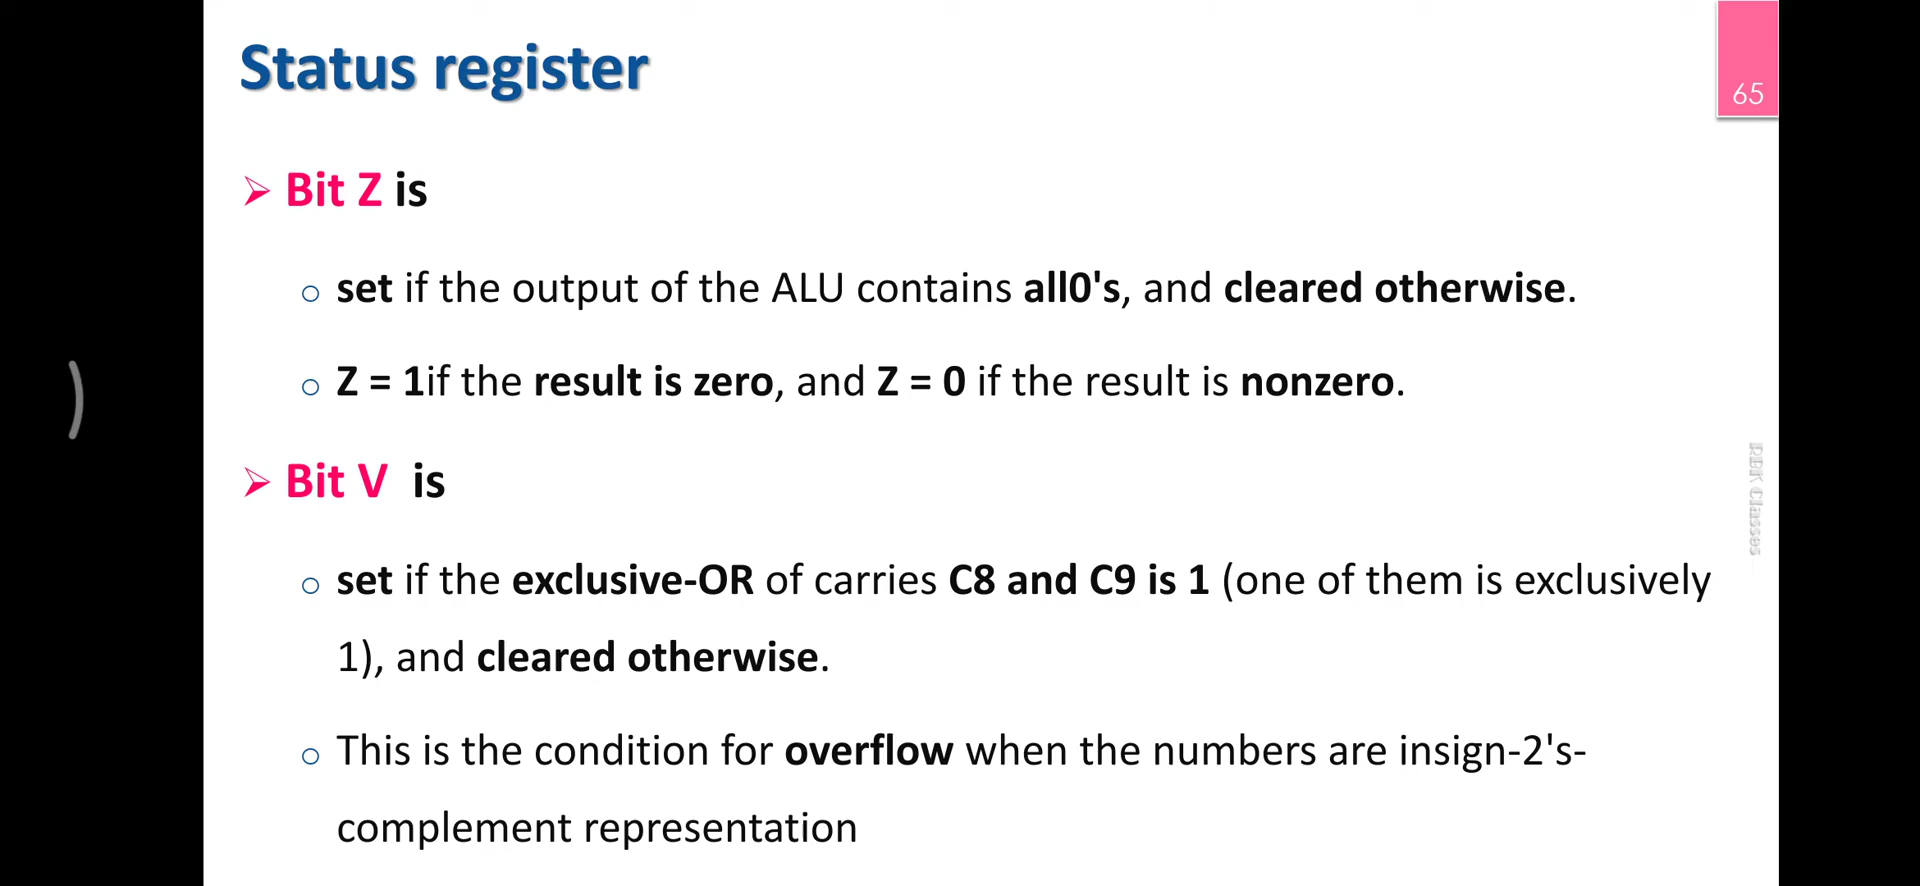 Status register
65
➢ Bit Z is
o set if the output of the ALU contains all0's, and cleared otherwise.
o Z = 1if the result is zero, and Z = 0 if the result is nonzero.
➢ Bit V is
o set if the exclusive-OR of carries C8 and C9 is 1 (one of them is exclusively
1), and cleared otherwise.
o This is the condition for overflow when the numbers are insign-2's-
complement representation
RBK Classes